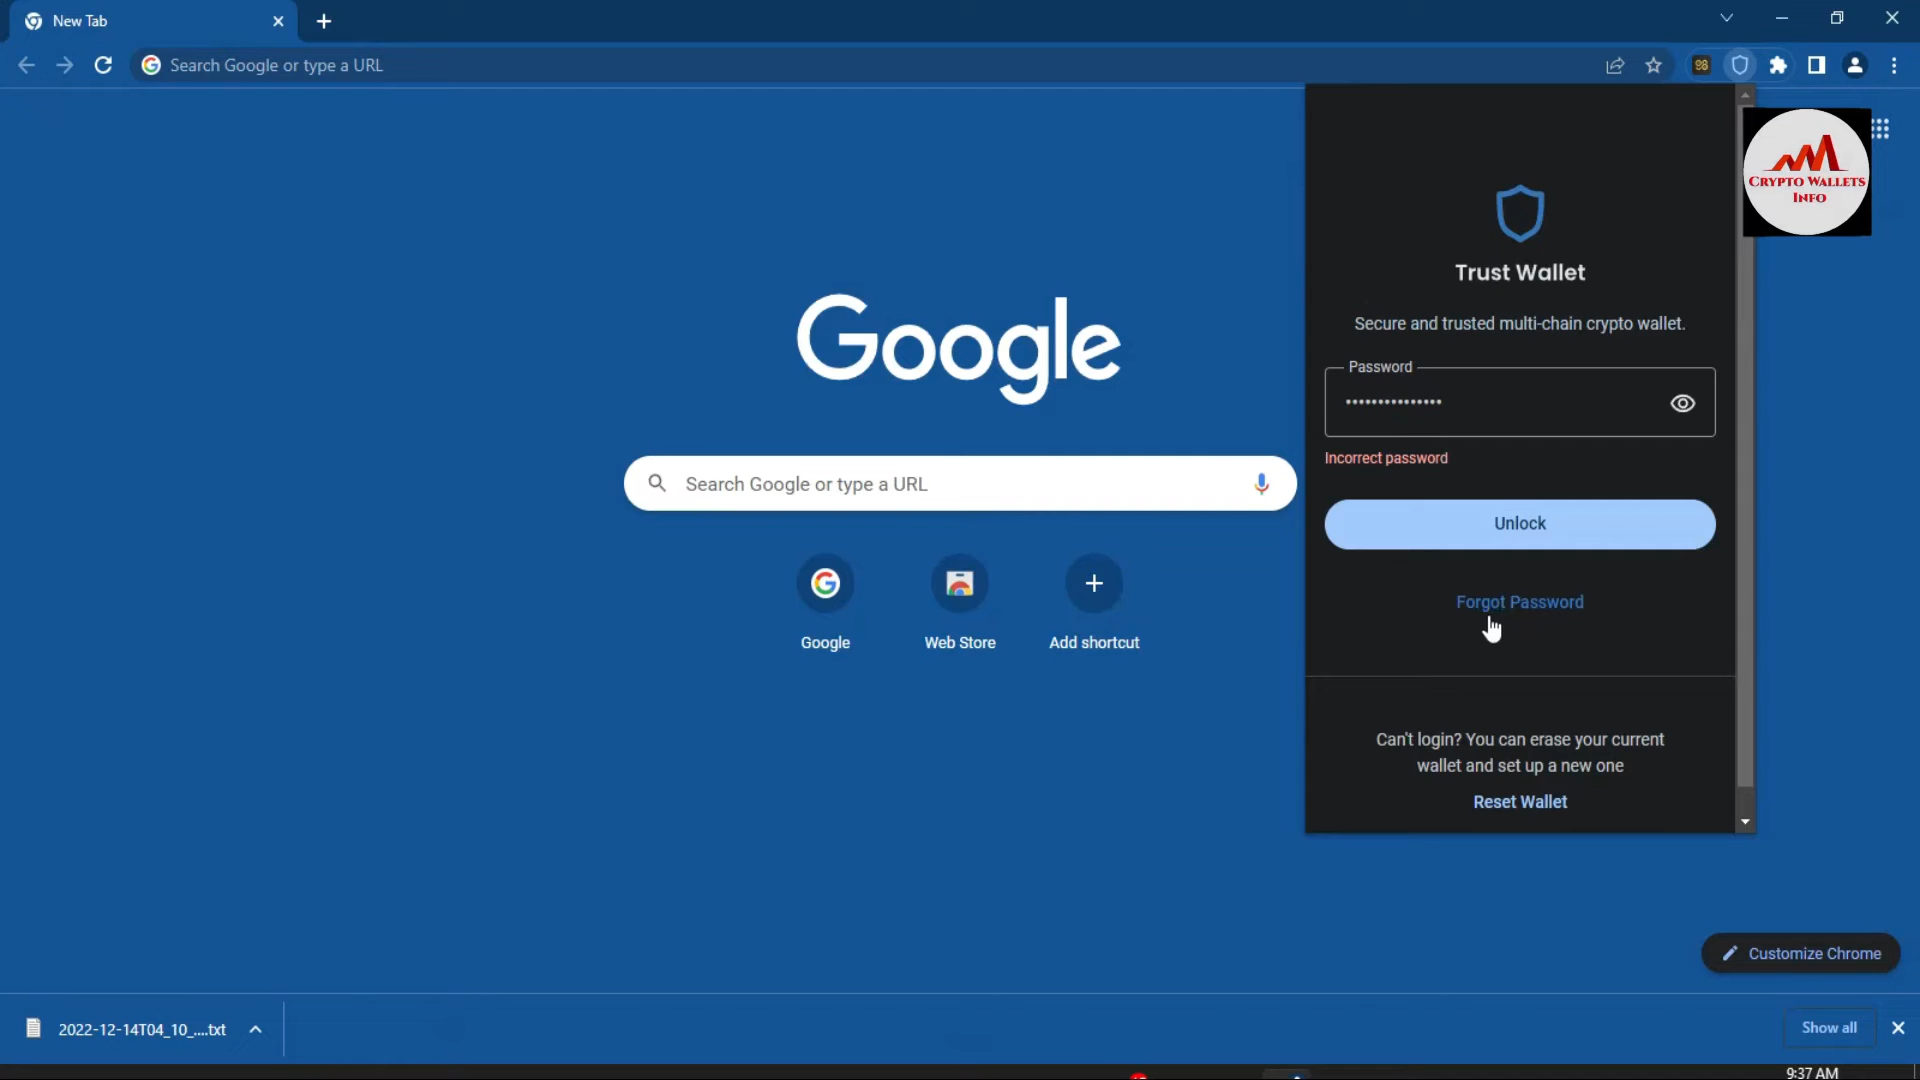 New Tab
Search Google or type a URL
98
CRYPTO WALLETS
INFO
Trust Wallet
Secure and trusted multi-chain crypto wallet.
Password
•••••••••••••••
Incorrect password
Unlock
Forgot Password
Can't login? You can erase your current
wallet and set up a new one
Reset Wallet
Google
Search Google or type a URL
Google
Web Store
Add shortcut
Customize Chrome
2022-12-14T04_10_....txt
Show all
9:37 AM